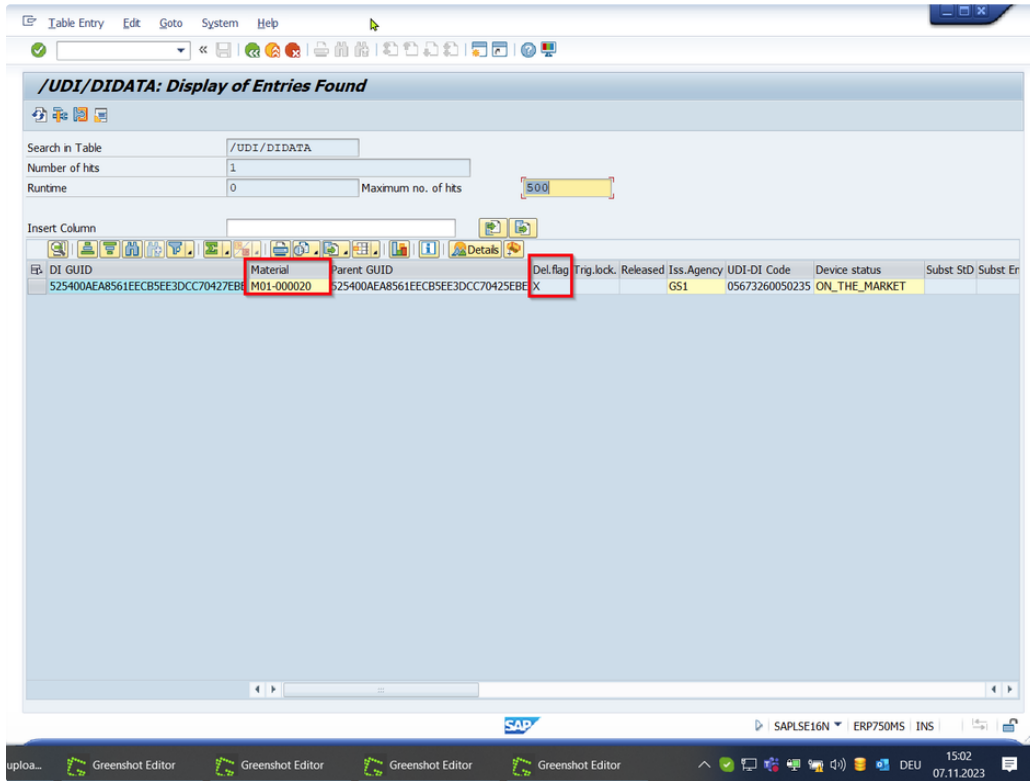 Table Entry Edit Goto System Help
/UDI/DIDATA: Display of Entries Found
Search in Table /UDI/DIDATA
Number of hits 1
Runtime 0 Maximum no. of hits 500
Insert Column
Details
DI GUID Material Parent GUID Del.flag Trig.lock. Released Iss.Agency UDI-DI Code Device status Subst StD Subst En
525400AEA8561EECB5EE3DCC70427EBE M01-000020 525400AEA8561EECB5EE3DCC70425EBE X GS1 05673260050235 ON_THE_MARKET
SAP
SAPLSE16N ERP750MS INS
uploa... Greenshot Editor Greenshot Editor Greenshot Editor Greenshot Editor DEU 15:02
07.11.2023